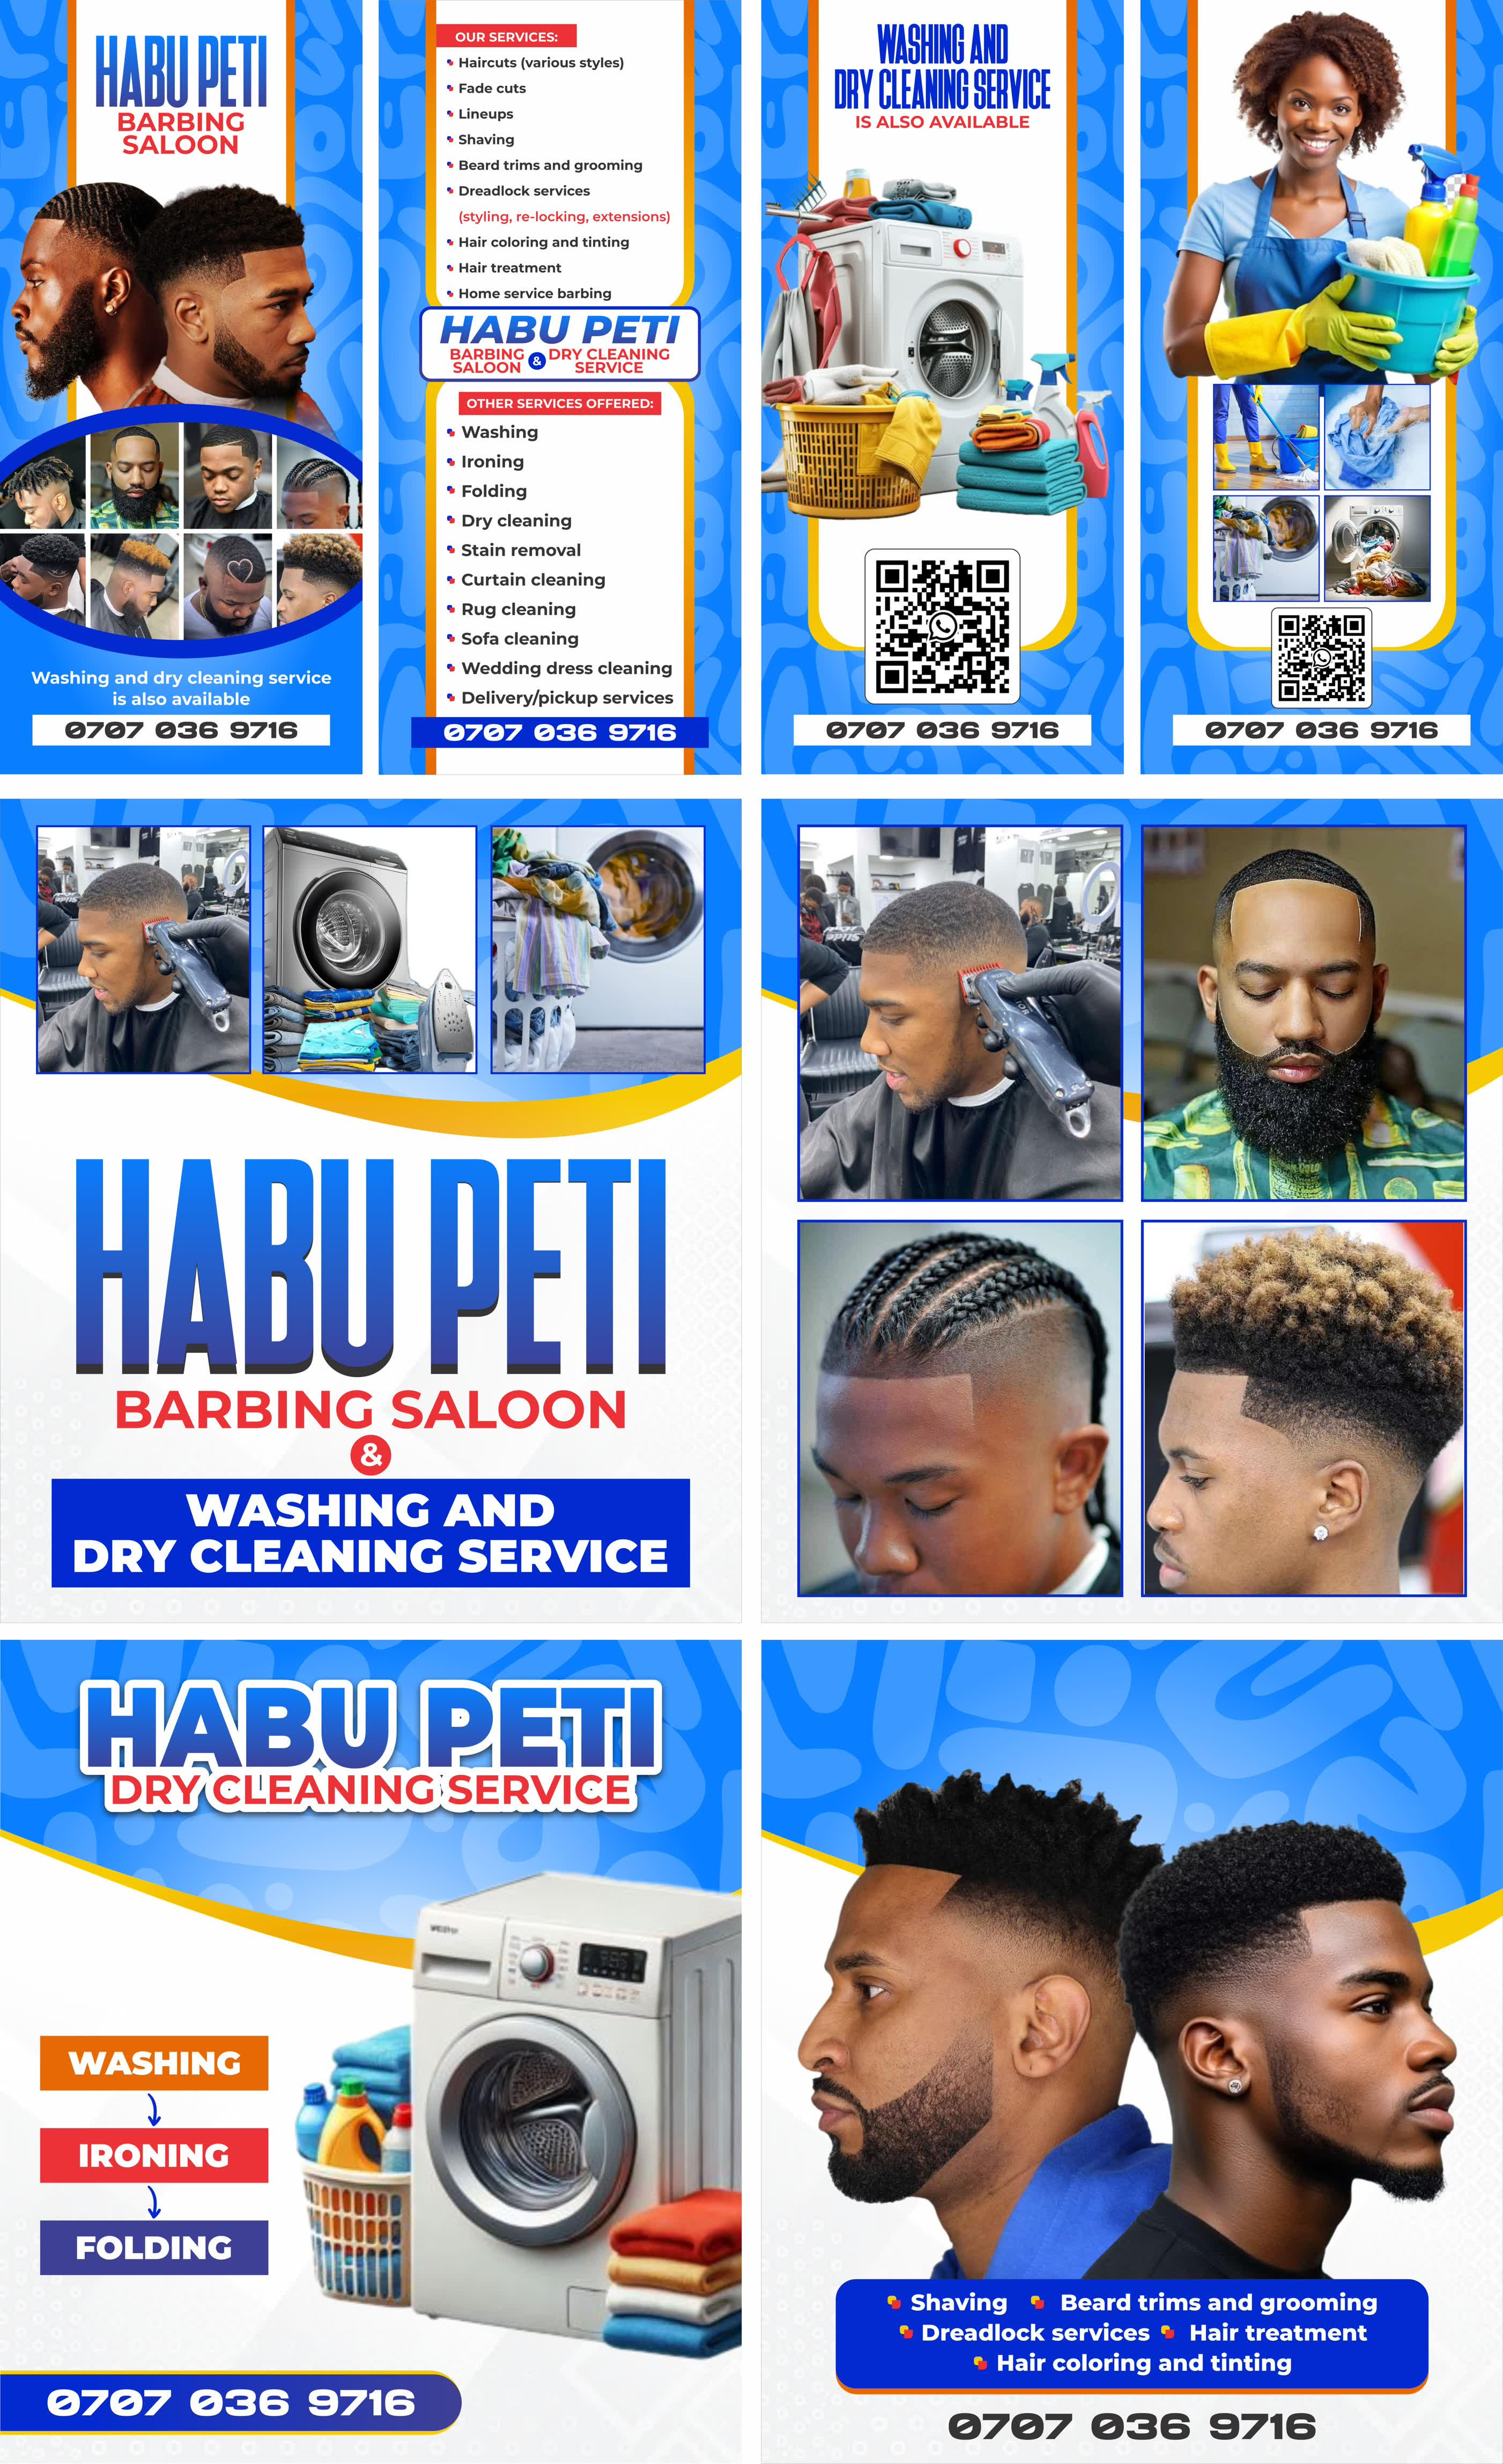 HABU PETI
BARBING
SALOON
Washing and dry cleaning service
is also available
0707 036 9716
OUR SERVICES:
Haircuts (various styles)
Fade cuts
Lineups
Shaving
Beard trims and grooming
Dreadlock services
(styling, re-locking, extensions)
Hair coloring and tinting
Hair treatment
Home service barbing
HABU PETI
BARBING SALOON & DRY CLEANING SERVICE
OTHER SERVICES OFFERED:
Washing
Ironing
Folding
Dry cleaning
Stain removal
Curtain cleaning
Rug cleaning
Sofa cleaning
Wedding dress cleaning
Delivery/pickup services
0707 036 9716
WASHING AND
DRY CLEANING SERVICE
IS ALSO AVAILABLE
0707 036 9716
0707 036 9716
HABU PETI
BARBING SALOON
&
WASHING AND
DRY CLEANING SERVICE
HABU PETI
DRY CLEANING SERVICE
WASHING
IRONING
FOLDING
0707 036 9716
Shaving Beard trims and grooming
Dreadlock services Hair treatment
Hair coloring and tinting
0707 036 9716